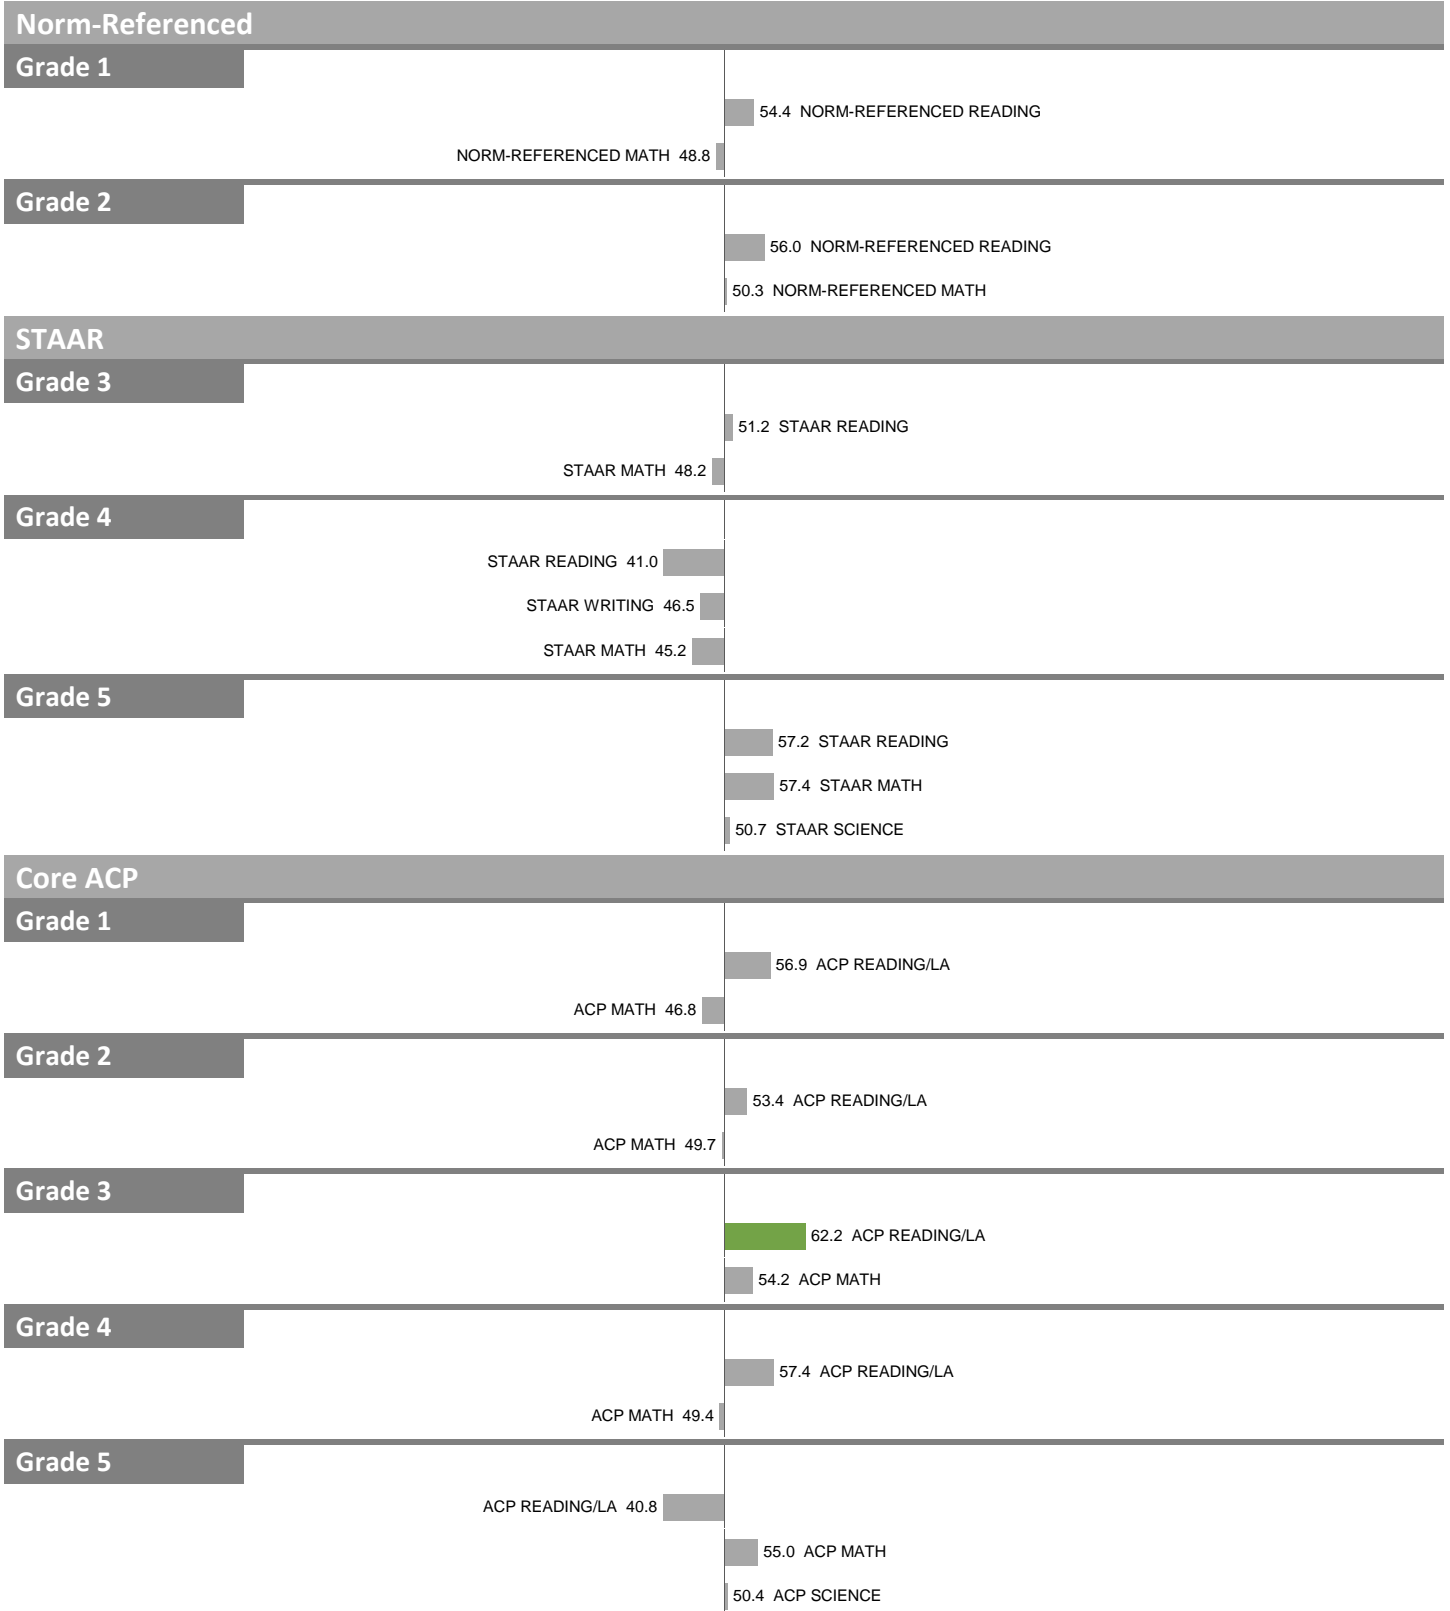 Norm-Referenced
Grade 1
54.4 NORM-REFERENCED READING
NORM-REFERENCED MATH 48.8
Grade 2
56.0 NORM-REFERENCED READING
50.3 NORM-REFERENCED MATH
STAAR
Grade 3
51.2 STAAR READING
STAAR MATH 48.2
Grade 4
STAAR READING 41.0
STAAR WRITING 46.5
STAAR MATH 45.2
Grade 5
57.2 STAAR READING
57.4 STAAR MATH
50.7 STAAR SCIENCE
Core ACP
Grade 1
56.9 ACP READING/LA
ACP MATH 46.8
Grade 2
53.4 ACP READING/LA
ACP MATH 49.7
Grade 3
62.2 ACP READING/LA
54.2 ACP MATH
Grade 4
57.4 ACP READING/LA
ACP MATH 49.4
Grade 5
ACP READING/LA 40.8
55.0 ACP MATH
50.4 ACP SCIENCE